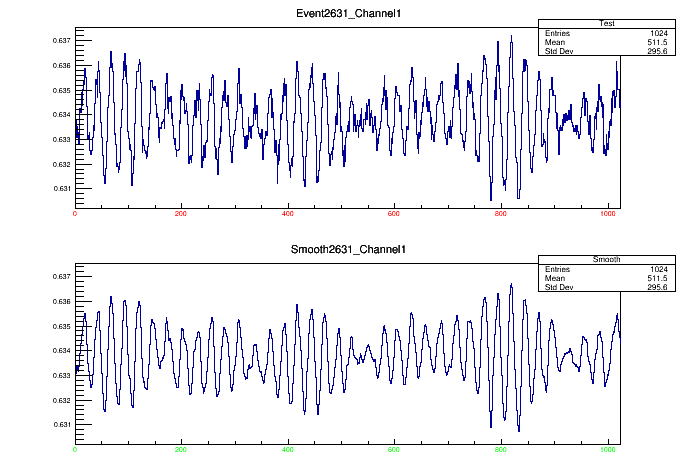 Event2631_Channel1
Test
Entries 1024
Mean 511.5
Std Dev 295.6
0.637
0.636
0.635
0.634
0.633
0.632
0.631
0 200 400 600 800 1000
Smooth2631_Channel1
Smooth
Entries 1024
Mean 511.5
Std Dev 295.6
0.637
0.636
0.635
0.634
0.633
0.632
0.631
0 200 400 600 800 1000